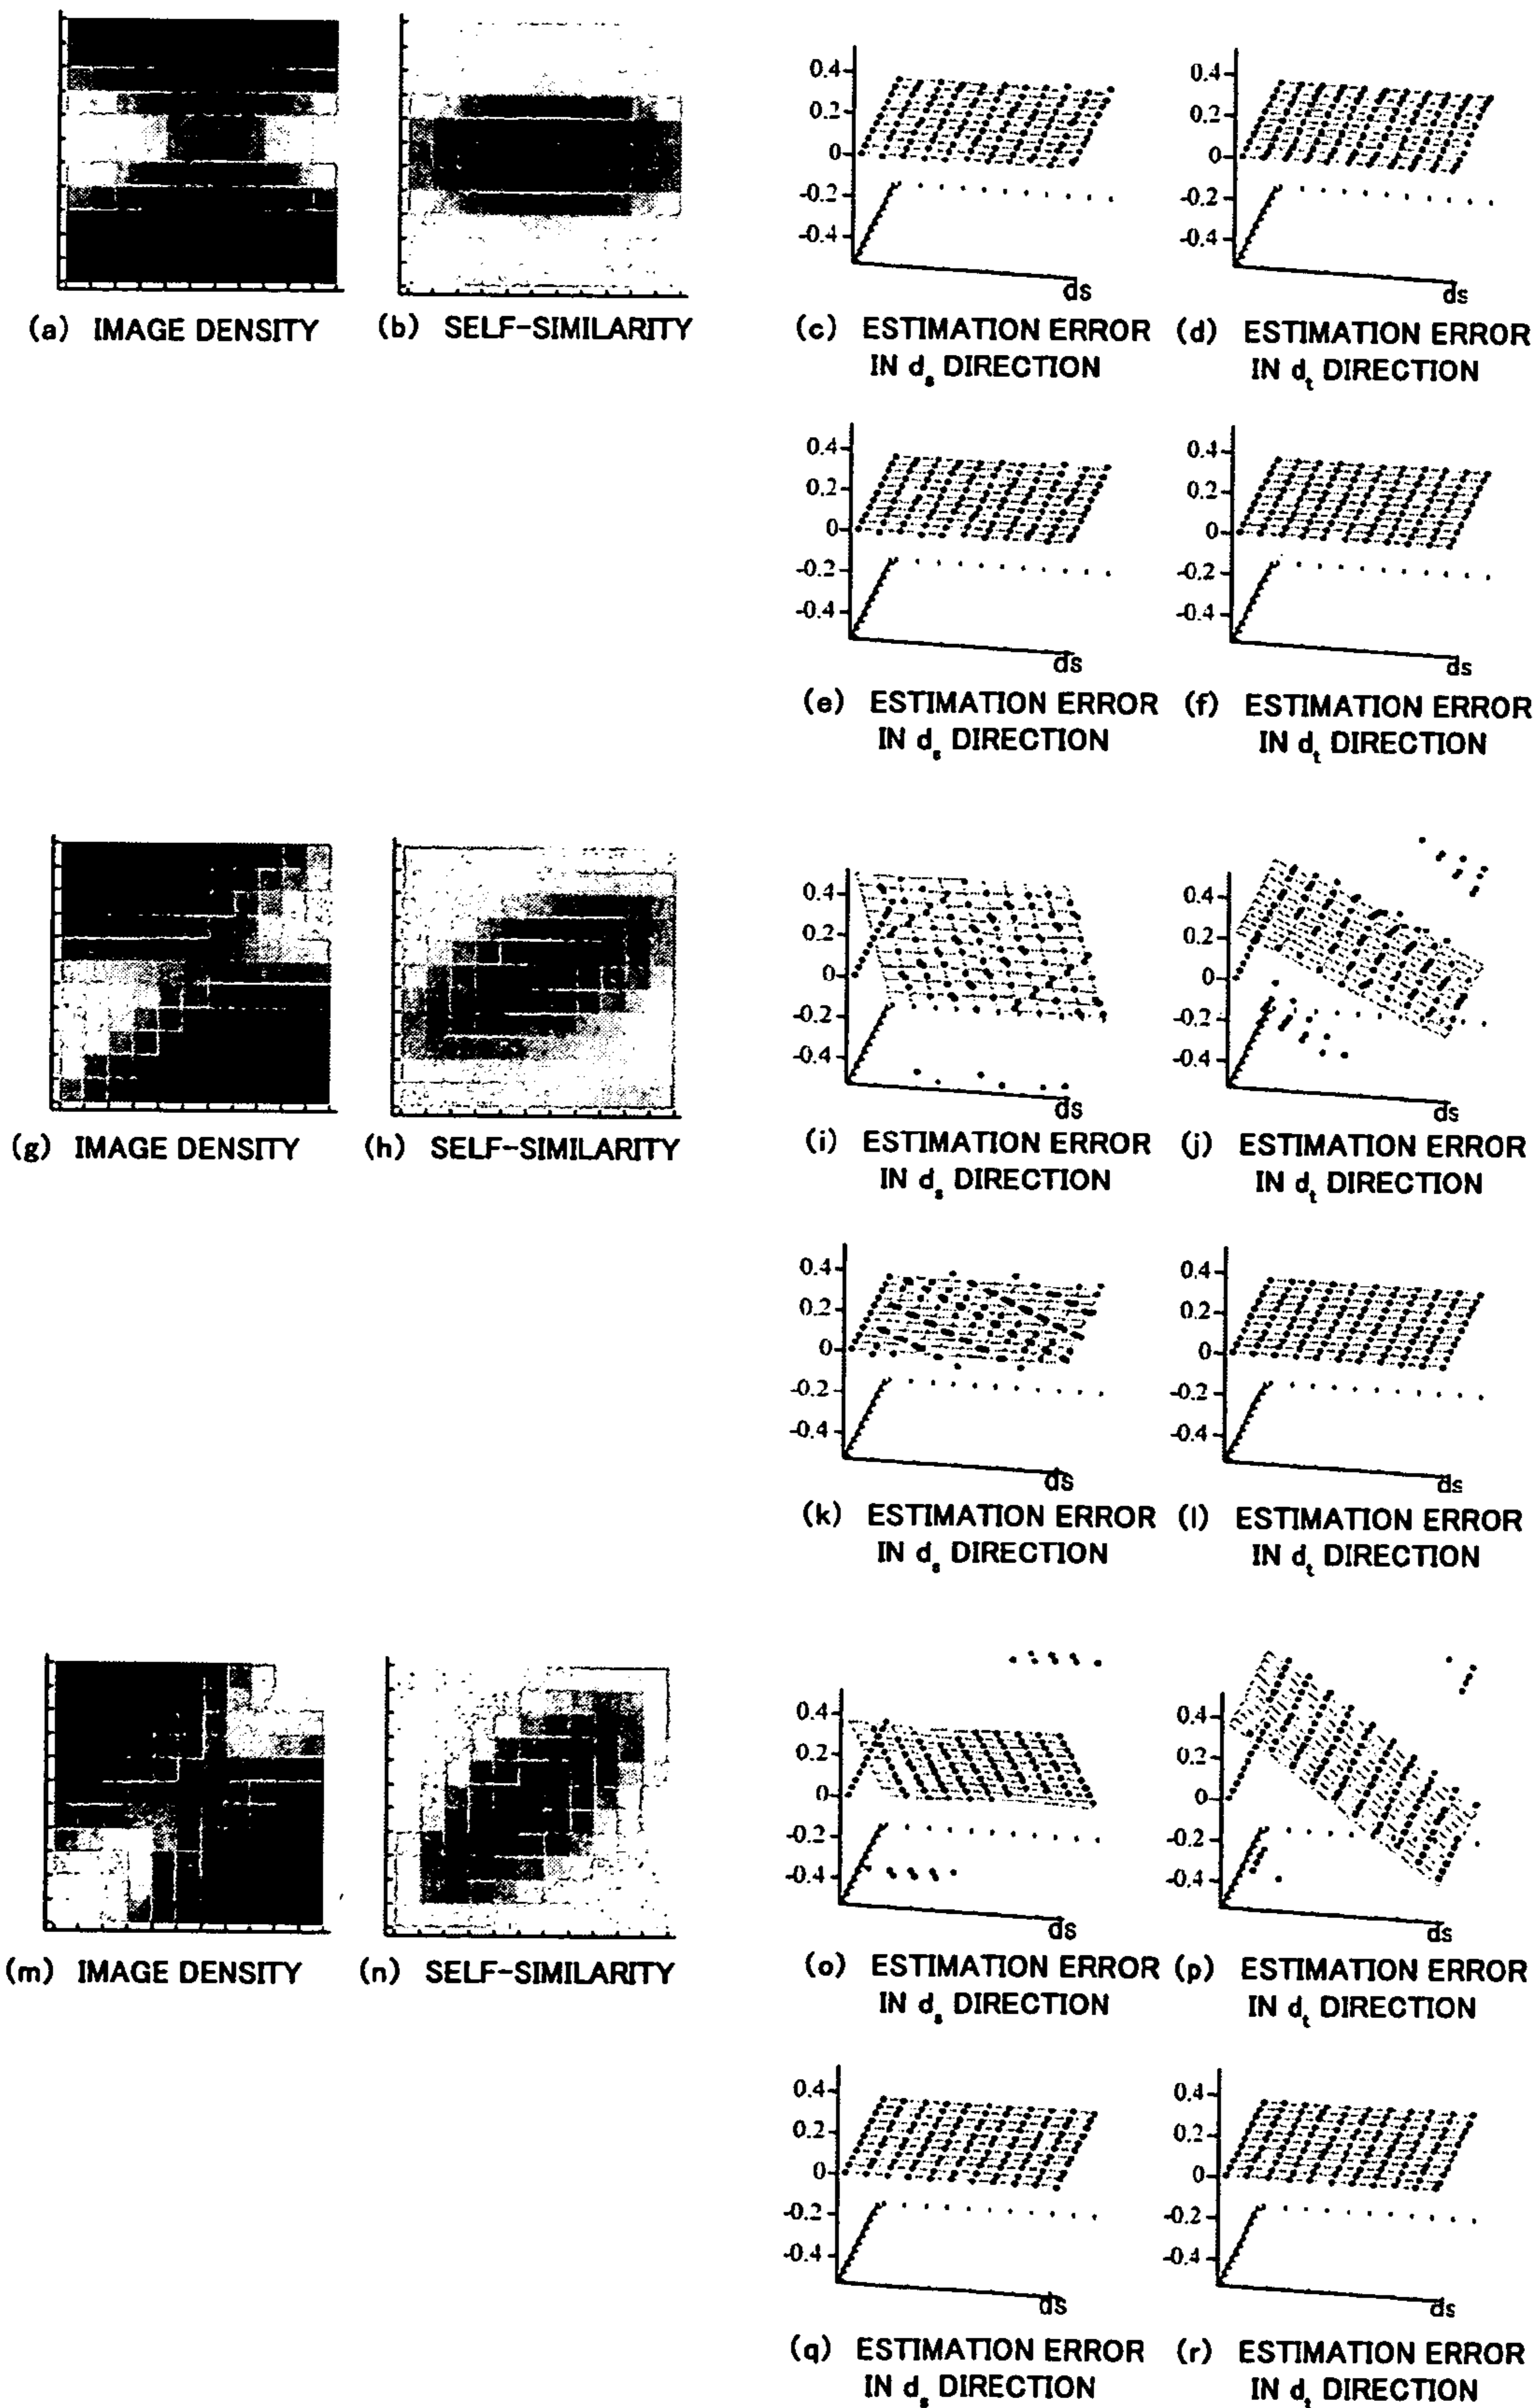 0.4
0.2
0
-0.2
-0.4
ds
0.4
0.2
0
-0.2
-0.4
ds
(a) IMAGE DENSITY
(b) SELF-SIMILARITY
(c) ESTIMATION ERROR
IN ds DIRECTION
(d) ESTIMATION ERROR
IN dt DIRECTION
0.4
0.2
0
-0.2
-0.4
ds
0.4
0.2
0
-0.2
-0.4
ds
(e) ESTIMATION ERROR
IN ds DIRECTION
(f) ESTIMATION ERROR
IN dt DIRECTION
0.4
0.2
0
-0.2
-0.4
ds
0.4
0.2
0
-0.2
-0.4
ds
(g) IMAGE DENSITY
(h) SELF-SIMILARITY
(i) ESTIMATION ERROR
IN ds DIRECTION
(j) ESTIMATION ERROR
IN dt DIRECTION
0.4
0.2
0
-0.2
-0.4
ds
0.4
0.2
0
-0.2
-0.4
ds
(k) ESTIMATION ERROR
IN ds DIRECTION
(l) ESTIMATION ERROR
IN dt DIRECTION
0.4
0.2
0
-0.2
-0.4
ds
0.4
0.2
0
-0.2
-0.4
ds
(m) IMAGE DENSITY
(n) SELF-SIMILARITY
(o) ESTIMATION ERROR
IN ds DIRECTION
(p) ESTIMATION ERROR
IN dt DIRECTION
0.4
0.2
0
-0.2
-0.4
ds
0.4
0.2
0
-0.2
-0.4
ds
(q) ESTIMATION ERROR
IN ds DIRECTION
(r) ESTIMATION ERROR
IN dt DIRECTION